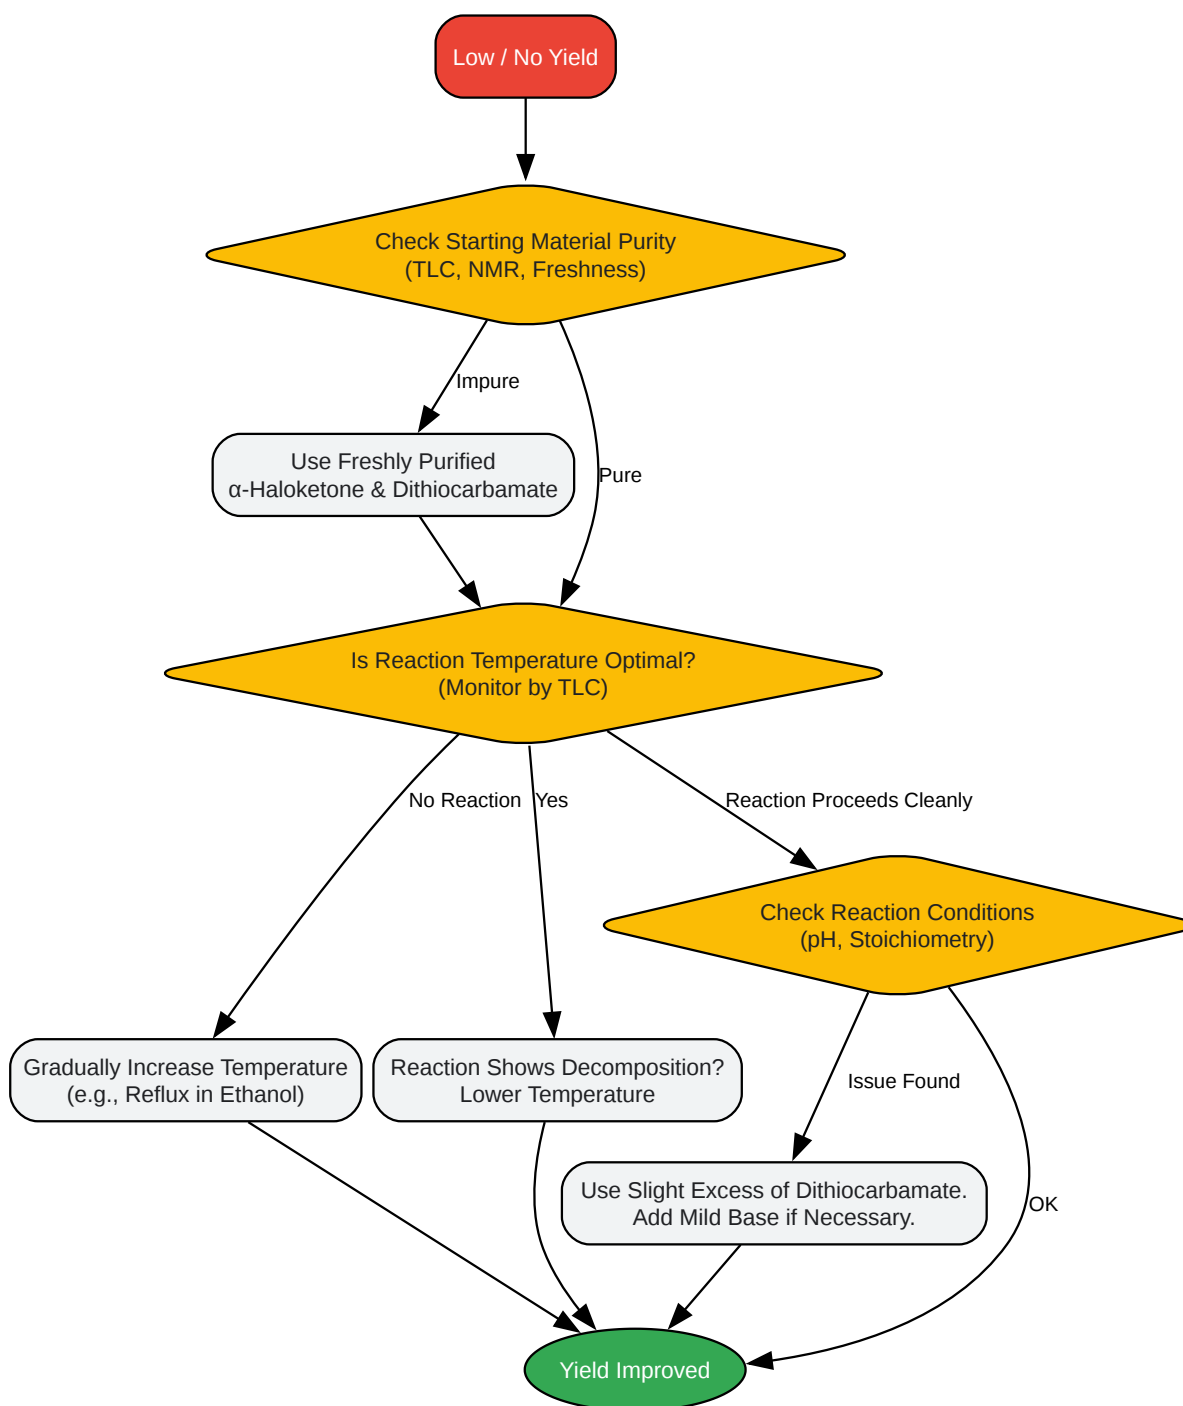 Low / No Yield
Check Starting Material Purity
(TLC, NMR, Freshness)
Impure
Use Freshly Purified
α-Haloketone & Dithiocarbamate
Pure
Is Reaction Temperature Optimal?
(Monitor by TLC)
No Reaction
Yes
Reaction Proceeds Cleanly
Check Reaction Conditions
(pH, Stoichiometry)
Gradually Increase Temperature
(e.g., Reflux in Ethanol)
Reaction Shows Decomposition?
Lower Temperature
Issue Found
Use Slight Excess of Dithiocarbamate.
Add Mild Base if Necessary.
OK
Yield Improved